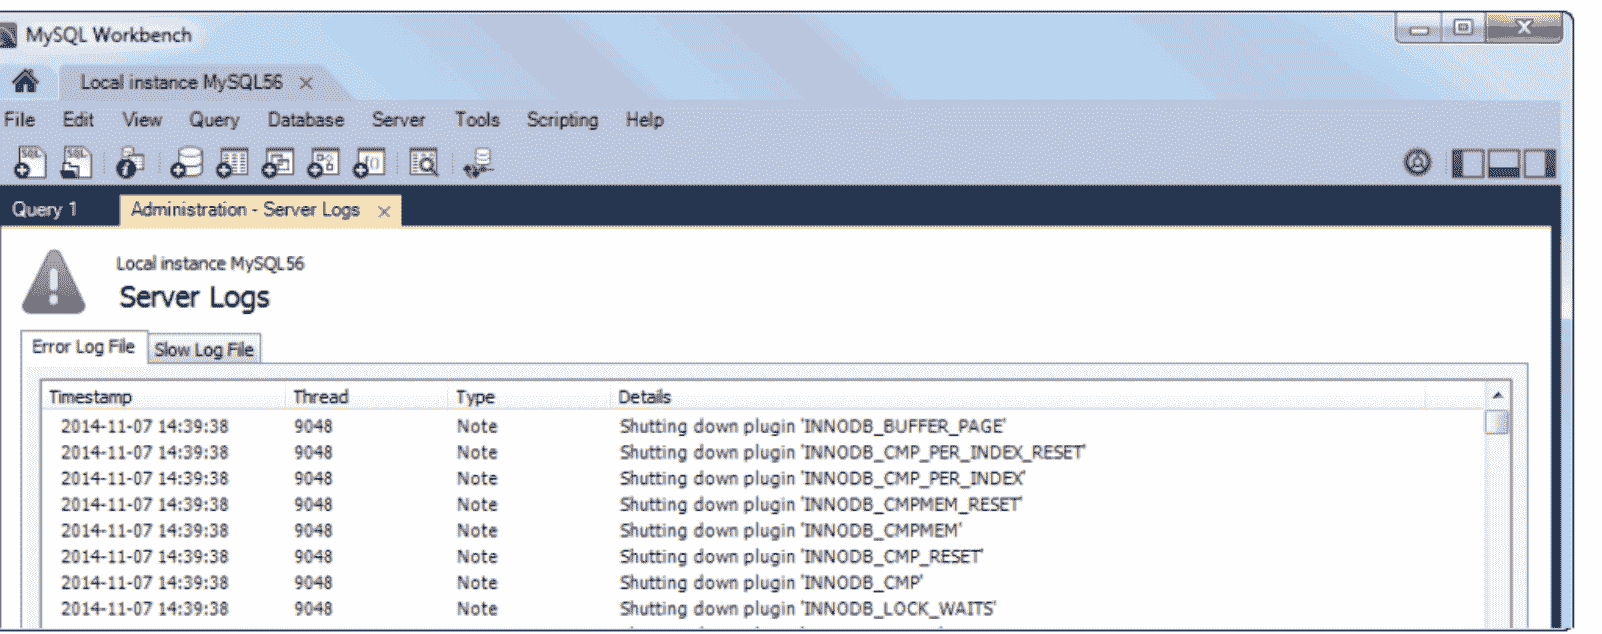 MySQL Workbench
Local instance MySQL56
File Edit View Query Database Server Tools Scripting Help
Query 1 Administration - Server Logs
Local instance MySQL56
Server Logs
Error Log File Slow Log File
Timestamp Thread Type Details
2014-11-07 14:39:38 9048 Note Shutting down plugin 'INNODB_BUFFER_PAGE'
2014-11-07 14:39:38 9048 Note Shutting down plugin 'INNODB_CMP_PER_INDEX_RESET'
2014-11-07 14:39:38 9048 Note Shutting down plugin 'INNODB_CMP_PER_INDEX'
2014-11-07 14:39:38 9048 Note Shutting down plugin 'INNODB_CMPMEM_RESET'
2014-11-07 14:39:38 9048 Note Shutting down plugin 'INNODB_CMPMEM'
2014-11-07 14:39:38 9048 Note Shutting down plugin 'INNODB_CMP_RESET'
2014-11-07 14:39:38 9048 Note Shutting down plugin 'INNODB_CMP'
2014-11-07 14:39:38 9048 Note Shutting down plugin 'INNODB_LOCK_WAITS'